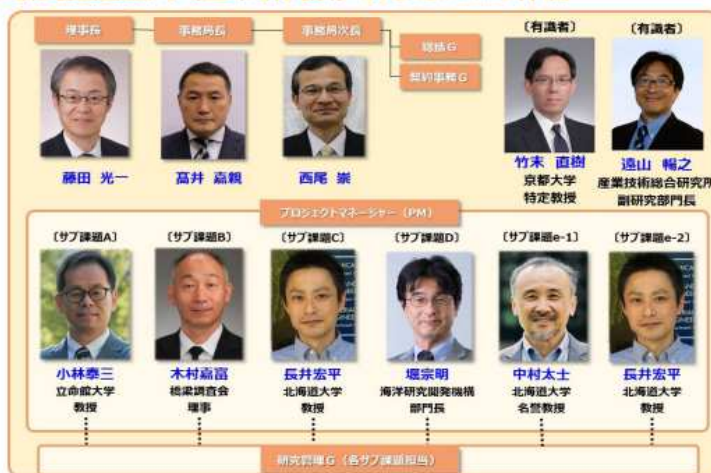 理事長
事務局長
事務局次長
総括G
契約事務G
〔有識者〕
〔有識者〕
藤田 光一
髙井 嘉親
西尾 崇
竹末 直樹
京都大学
特定教授
遠山 暢之
産業技術総合研究所
副研究部門長
プロジェクトマネージャー（PM）
〔サブ課題A〕
〔サブ課題B〕
〔サブ課題C〕
〔サブ課題D〕
〔サブ課題e-1〕
〔サブ課題e-2〕
小林泰三
立命館大学
教授
木村嘉富
橋梁調査会
理事
長井宏平
北海道大学
教授
堀宗明
海洋研究開発機構
部門長
中村太士
北海道大学
名誉教授
長井宏平
北海道大学
教授
研究管理G（各サブ課題担当）